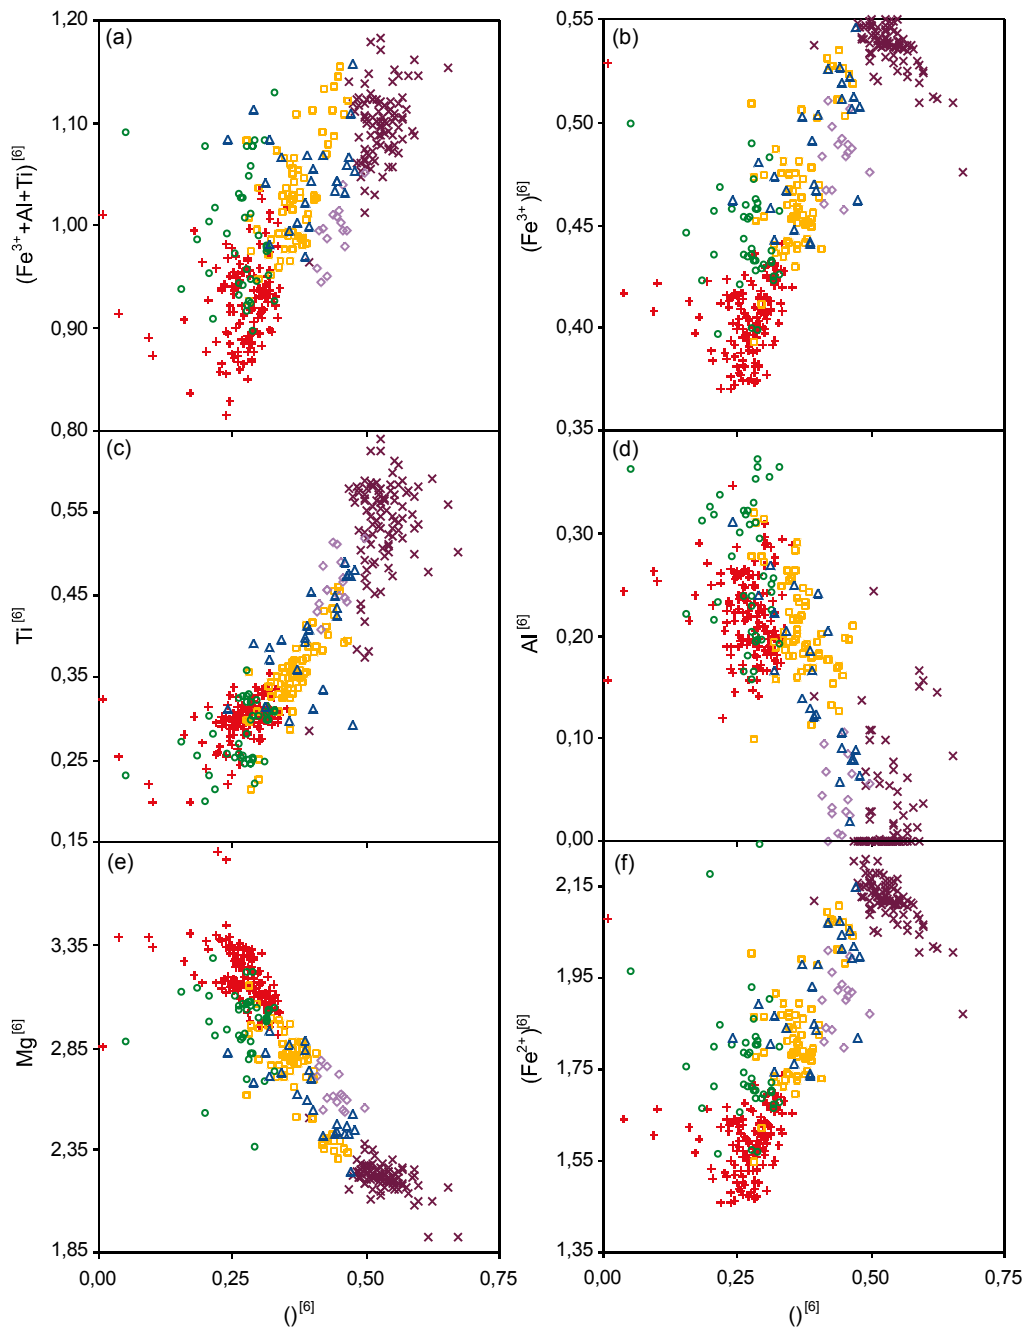 1,20
1,10
1,00
0,90
0,80
(a)
(Fe³⁺+Al+Ti)[6]
0,55
0,50
0,45
0,40
0,35
(b)
(Fe³⁺)[6]
0,55
0,45
0,35
0,25
0,15
(c)
Ti[6]
0,30
0,20
0,10
0,00
(d)
Al[6]
3,35
2,85
2,35
1,85
(e)
Mg[6]
0,00 0,25 0,50 0,75
()[6]
2,15
1,95
1,75
1,55
1,35
(f)
(Fe²⁺)[6]
0,00 0,25 0,50 0,75
()[6]